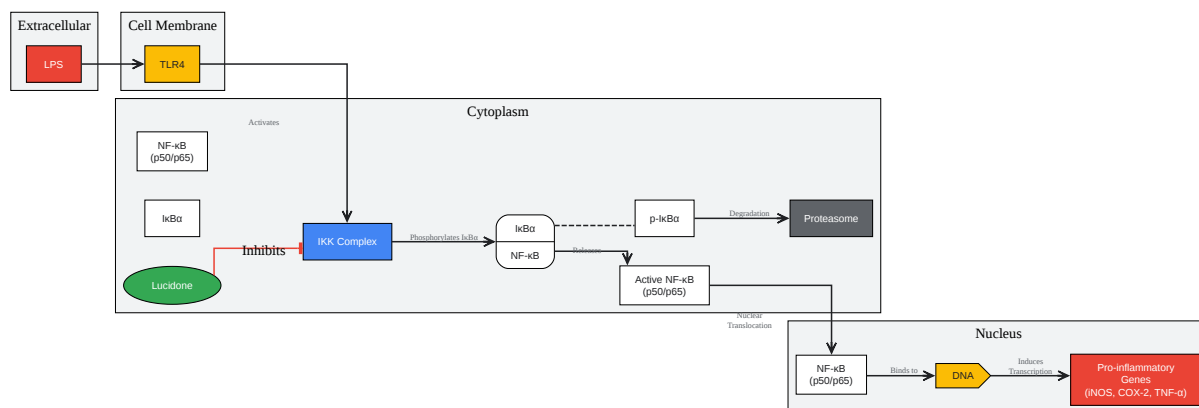 Extracellular
LPS
Cell Membrane
TLR4
Cytoplasm
Activates
NF-κB
(p50/p65)
IκBα
Lucidone
Inhibits
IKK Complex
Phosphorylates IκBα
IκBα
NF-κB
p-IκBα
Degradation
Proteasome
Releases
Active NF-κB
(p50/p65)
Nuclear
Translocation
Nucleus
NF-κB
(p50/p65)
Binds to
DNA
Induces
Transcription
Pro-inflammatory
Genes
(iNOS, COX-2, TNF-α)